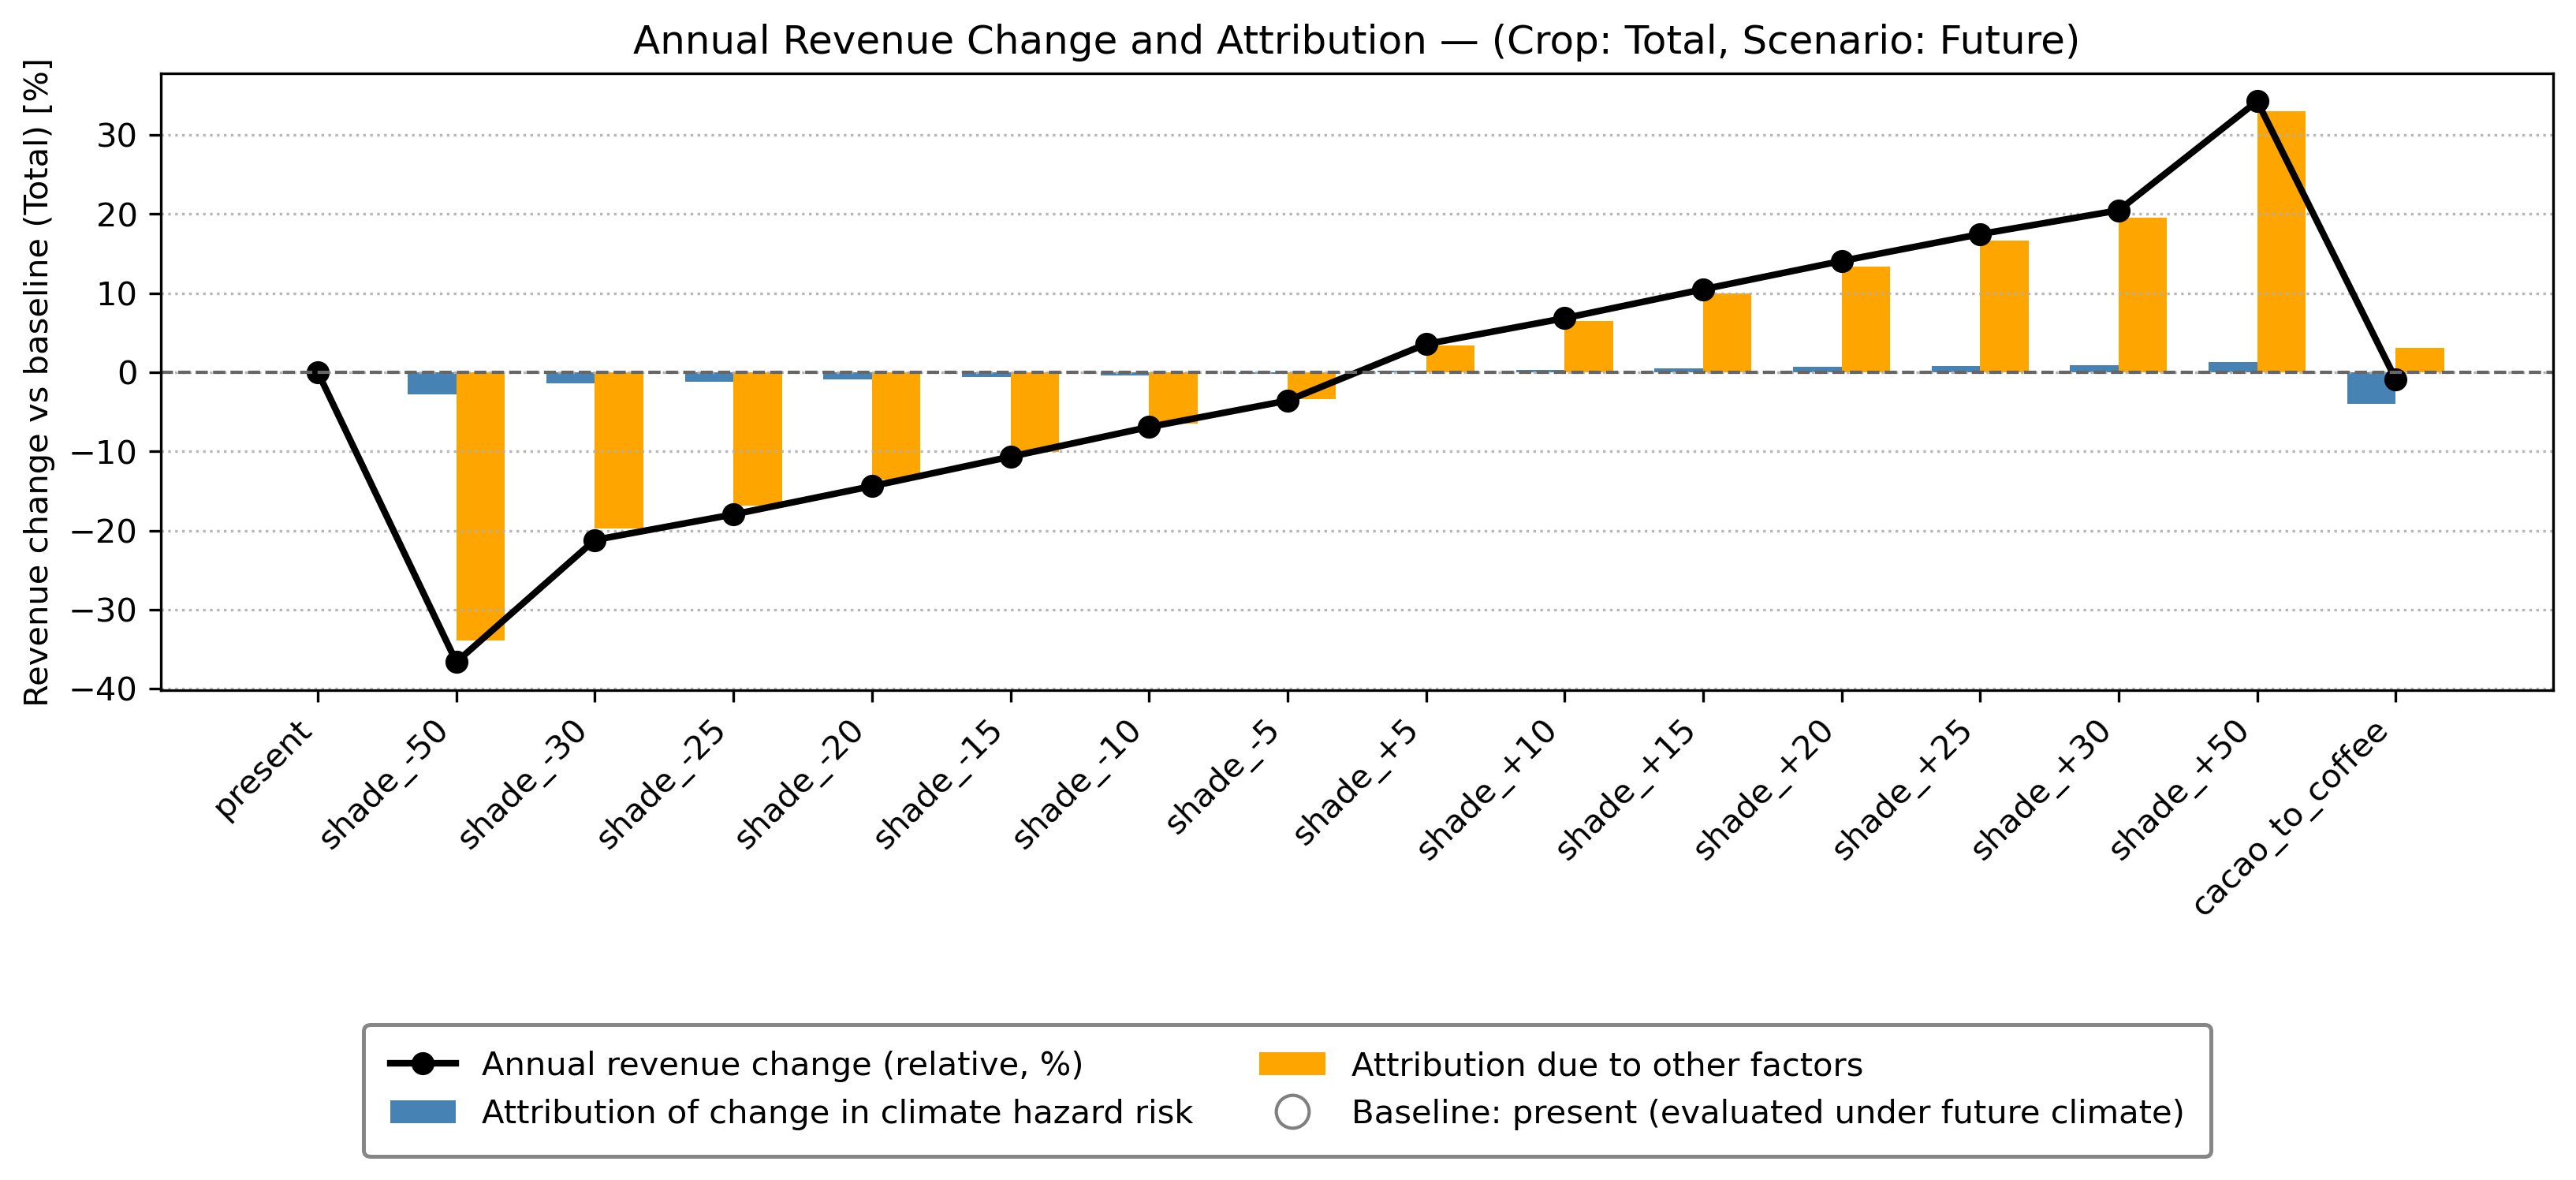 Annual Revenue Change and Attribution — (Crop: Total, Scenario: Future)
Revenue change vs baseline (Total) [%]
30
20
10
0
−10
−20
−30
−40
present
shade_-50
shade_-30
shade_-25
shade_-20
shade_-15
shade_-10
shade_-5
shade_+5
shade_+10
shade_+15
shade_+20
shade_+25
shade_+30
shade_+50
cacao_to_coffee
Annual revenue change (relative, %)
Attribution of change in climate hazard risk
Attribution due to other factors
Baseline: present (evaluated under future climate)